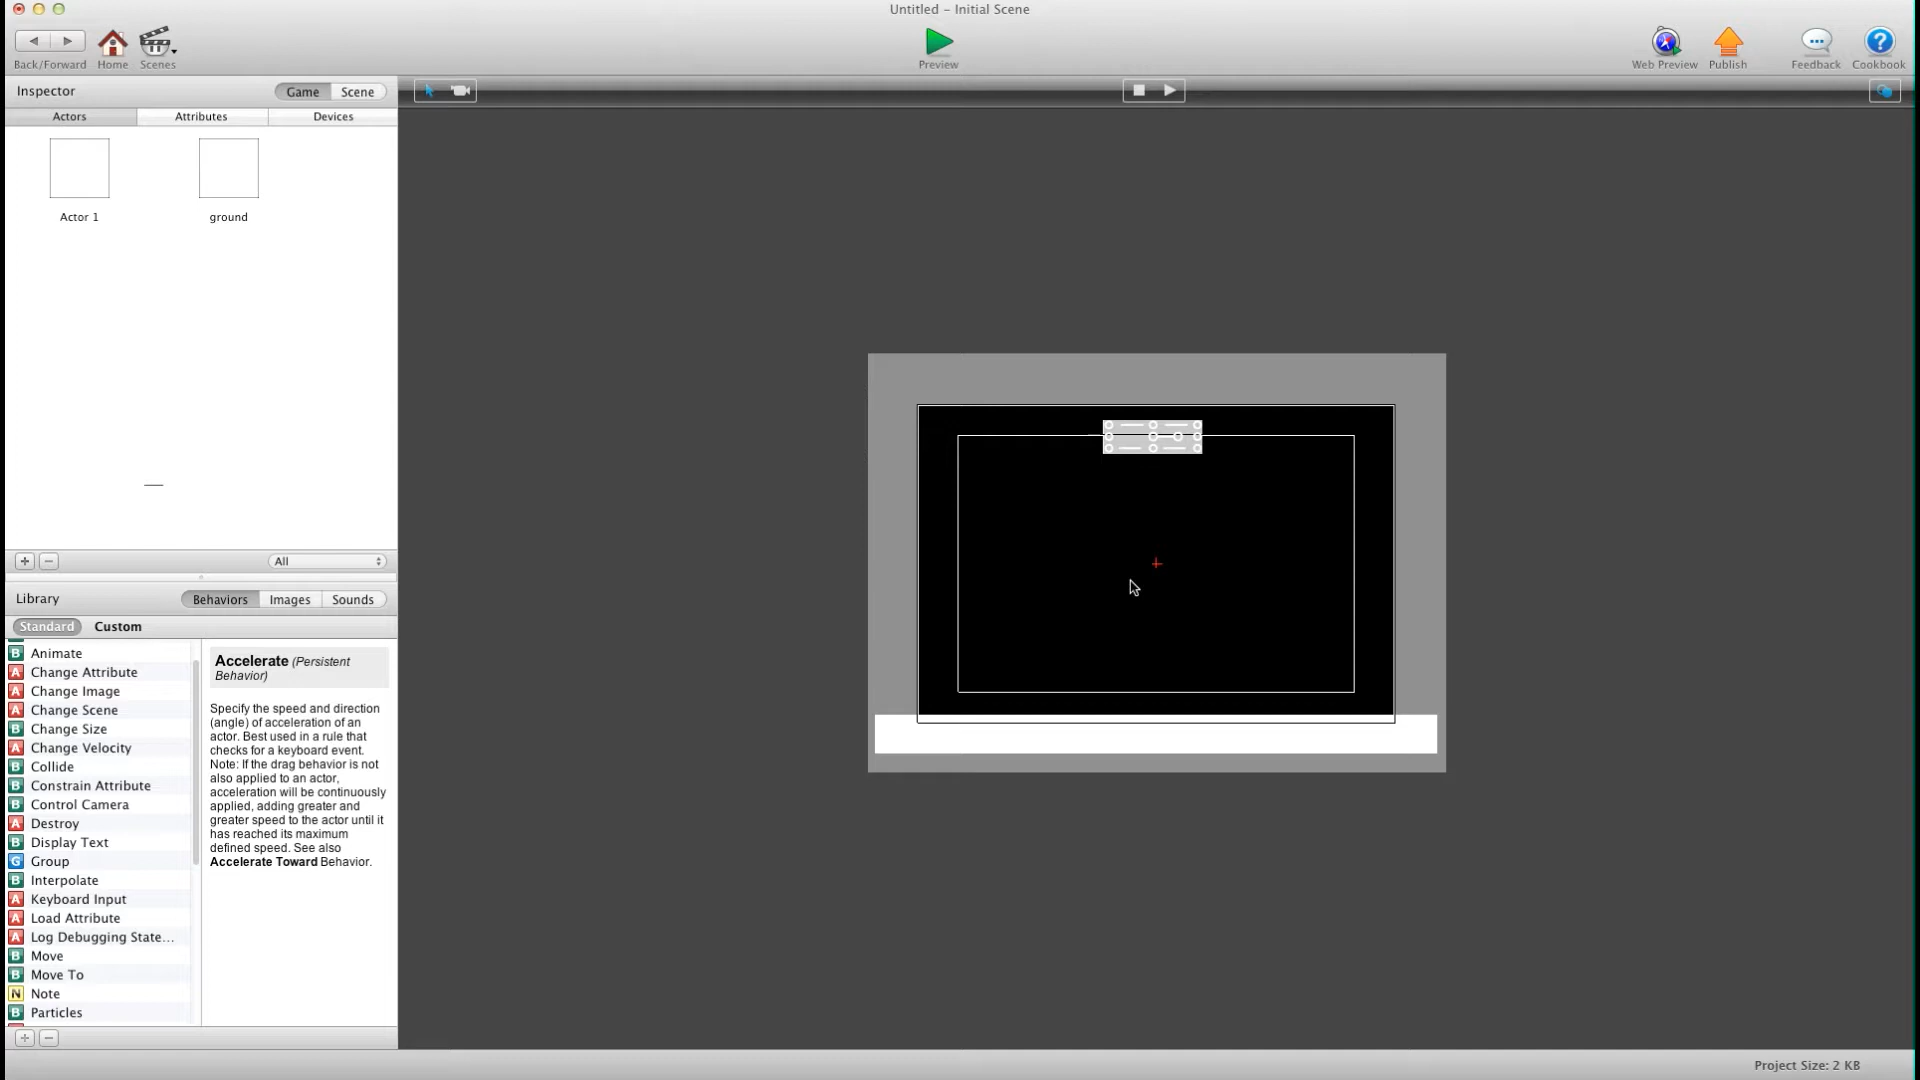 Untitled – Initial Scene
Back/Forward Home Scenes Preview Web Preview Publish Feedback Cookbook
Inspector Game Scene
Actors Attributes Devices
Actor 1 ground
All
Library Behaviors Images Sounds
Standard Custom
Animate
Change Attribute
Change Image
Change Scene
Change Size
Change Velocity
Collide
Constrain Attribute
Control Camera
Destroy
Display Text
Group
Interpolate
Keyboard Input
Load Attribute
Log Debugging State...
Move
Move To
Note
Particles
Accelerate (Persistent
Behavior)
Specify the speed and direction
(angle) of acceleration of an
actor. Best used in a rule that
checks for a keyboard event.
Note: If the drag behavior is not
also applied to an actor,
acceleration will be continuously
applied, adding greater and
greater speed to the actor until it
has reached its maximum
defined speed. See also
Accelerate Toward Behavior.
Project Size: 2 KB